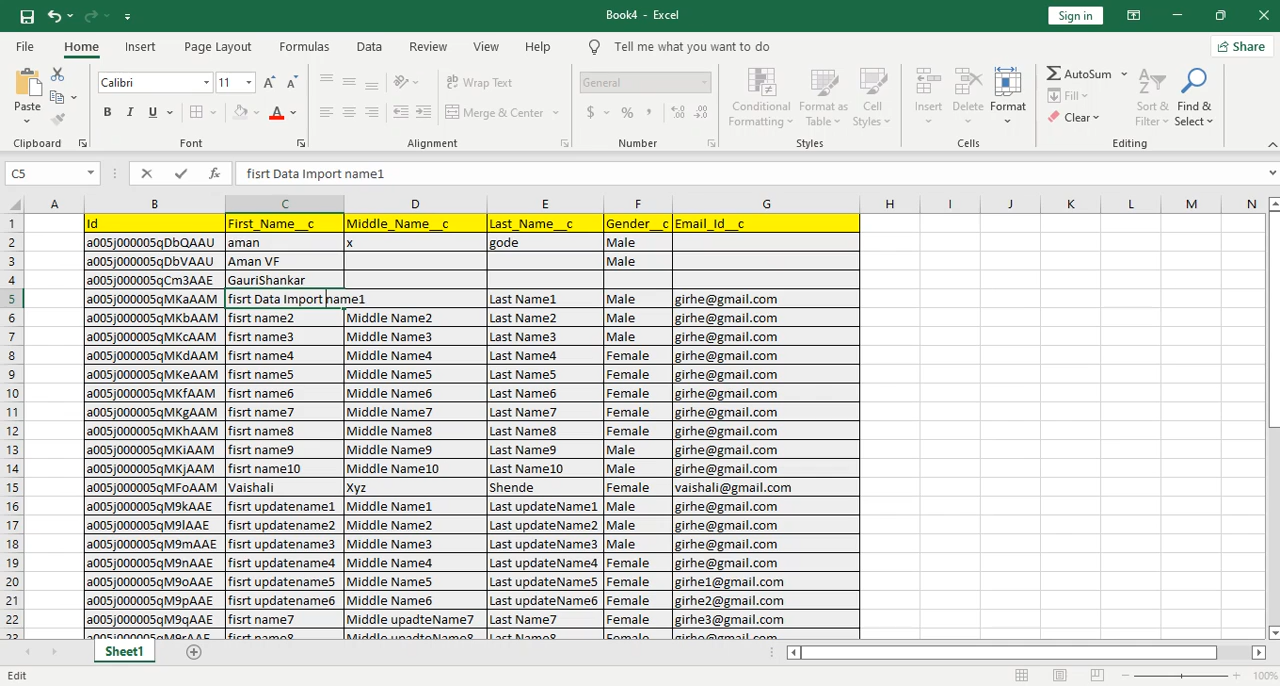 Book4 - Excel
Sign in
File Home Insert Page Layout Formulas Data Review View Help Tell me what you want to do Share
Calibri 11 Wrap Text General AutoSum
Paste Conditional Formatting Format as Table Cell Styles Insert Delete Format Fill Sort & Filter Find & Select
B I U A Merge & Center $ % , Clear
Clipboard Font Alignment Number Styles Cells Editing
C5 fx fisrt Data Import name1
A B C D E F G H I J K L M N
1 Id First_Name__c Middle_Name__c Last_Name__c Gender__c Email_Id__c
2 a005j000005qDbQAAU aman x gode Male
3 a005j000005qDbVAAU Aman VF Male
4 a005j000005qCm3AAE GauriShankar
5 a005j000005qMKaAAM fisrt Data Import name1 Last Name1 Male girhe@gmail.com
6 a005j000005qMKbAAM fisrt name2 Middle Name2 Last Name2 Male girhe@gmail.com
7 a005j000005qMKcAAM fisrt name3 Middle Name3 Last Name3 Male girhe@gmail.com
8 a005j000005qMKdAAM fisrt name4 Middle Name4 Last Name4 Female girhe@gmail.com
9 a005j000005qMKeAAM fisrt name5 Middle Name5 Last Name5 Female girhe@gmail.com
10 a005j000005qMKfAAM fisrt name6 Middle Name6 Last Name6 Female girhe@gmail.com
11 a005j000005qMKgAAM fisrt name7 Middle Name7 Last Name7 Female girhe@gmail.com
12 a005j000005qMKhAAM fisrt name8 Middle Name8 Last Name8 Female girhe@gmail.com
13 a005j000005qMKiAAM fisrt name9 Middle Name9 Last Name9 Male girhe@gmail.com
14 a005j000005qMKjAAM fisrt name10 Middle Name10 Last Name10 Male girhe@gmail.com
15 a005j000005qMFoAAM Vaishali Xyz Shende Female vaishali@gmail.com
16 a005j000005qM9kAAE fisrt updatename1 Middle Name1 Last updateName1 Male girhe@gmail.com
17 a005j000005qM9lAAE fisrt updatename2 Middle Name2 Last updateName2 Male girhe@gmail.com
18 a005j000005qM9mAAE fisrt updatename3 Middle Name3 Last updateName3 Male girhe@gmail.com
19 a005j000005qM9nAAE fisrt updatename4 Middle Name4 Last updateName4 Female girhe@gmail.com
20 a005j000005qM9oAAE fisrt updatename5 Middle Name5 Last updateName5 Female girhe1@gmail.com
21 a005j000005qM9pAAE fisrt updatename6 Middle Name6 Last updateName6 Female girhe2@gmail.com
22 a005j000005qM9qAAE fisrt name7 Middle upadteName7 Last Name7 Female girhe3@gmail.com
23 a005j000005qM9rAAE fisrt name8 Middle upadteName8 Last Name8 Female girhe@gmail.com
Sheet1
Edit 100%